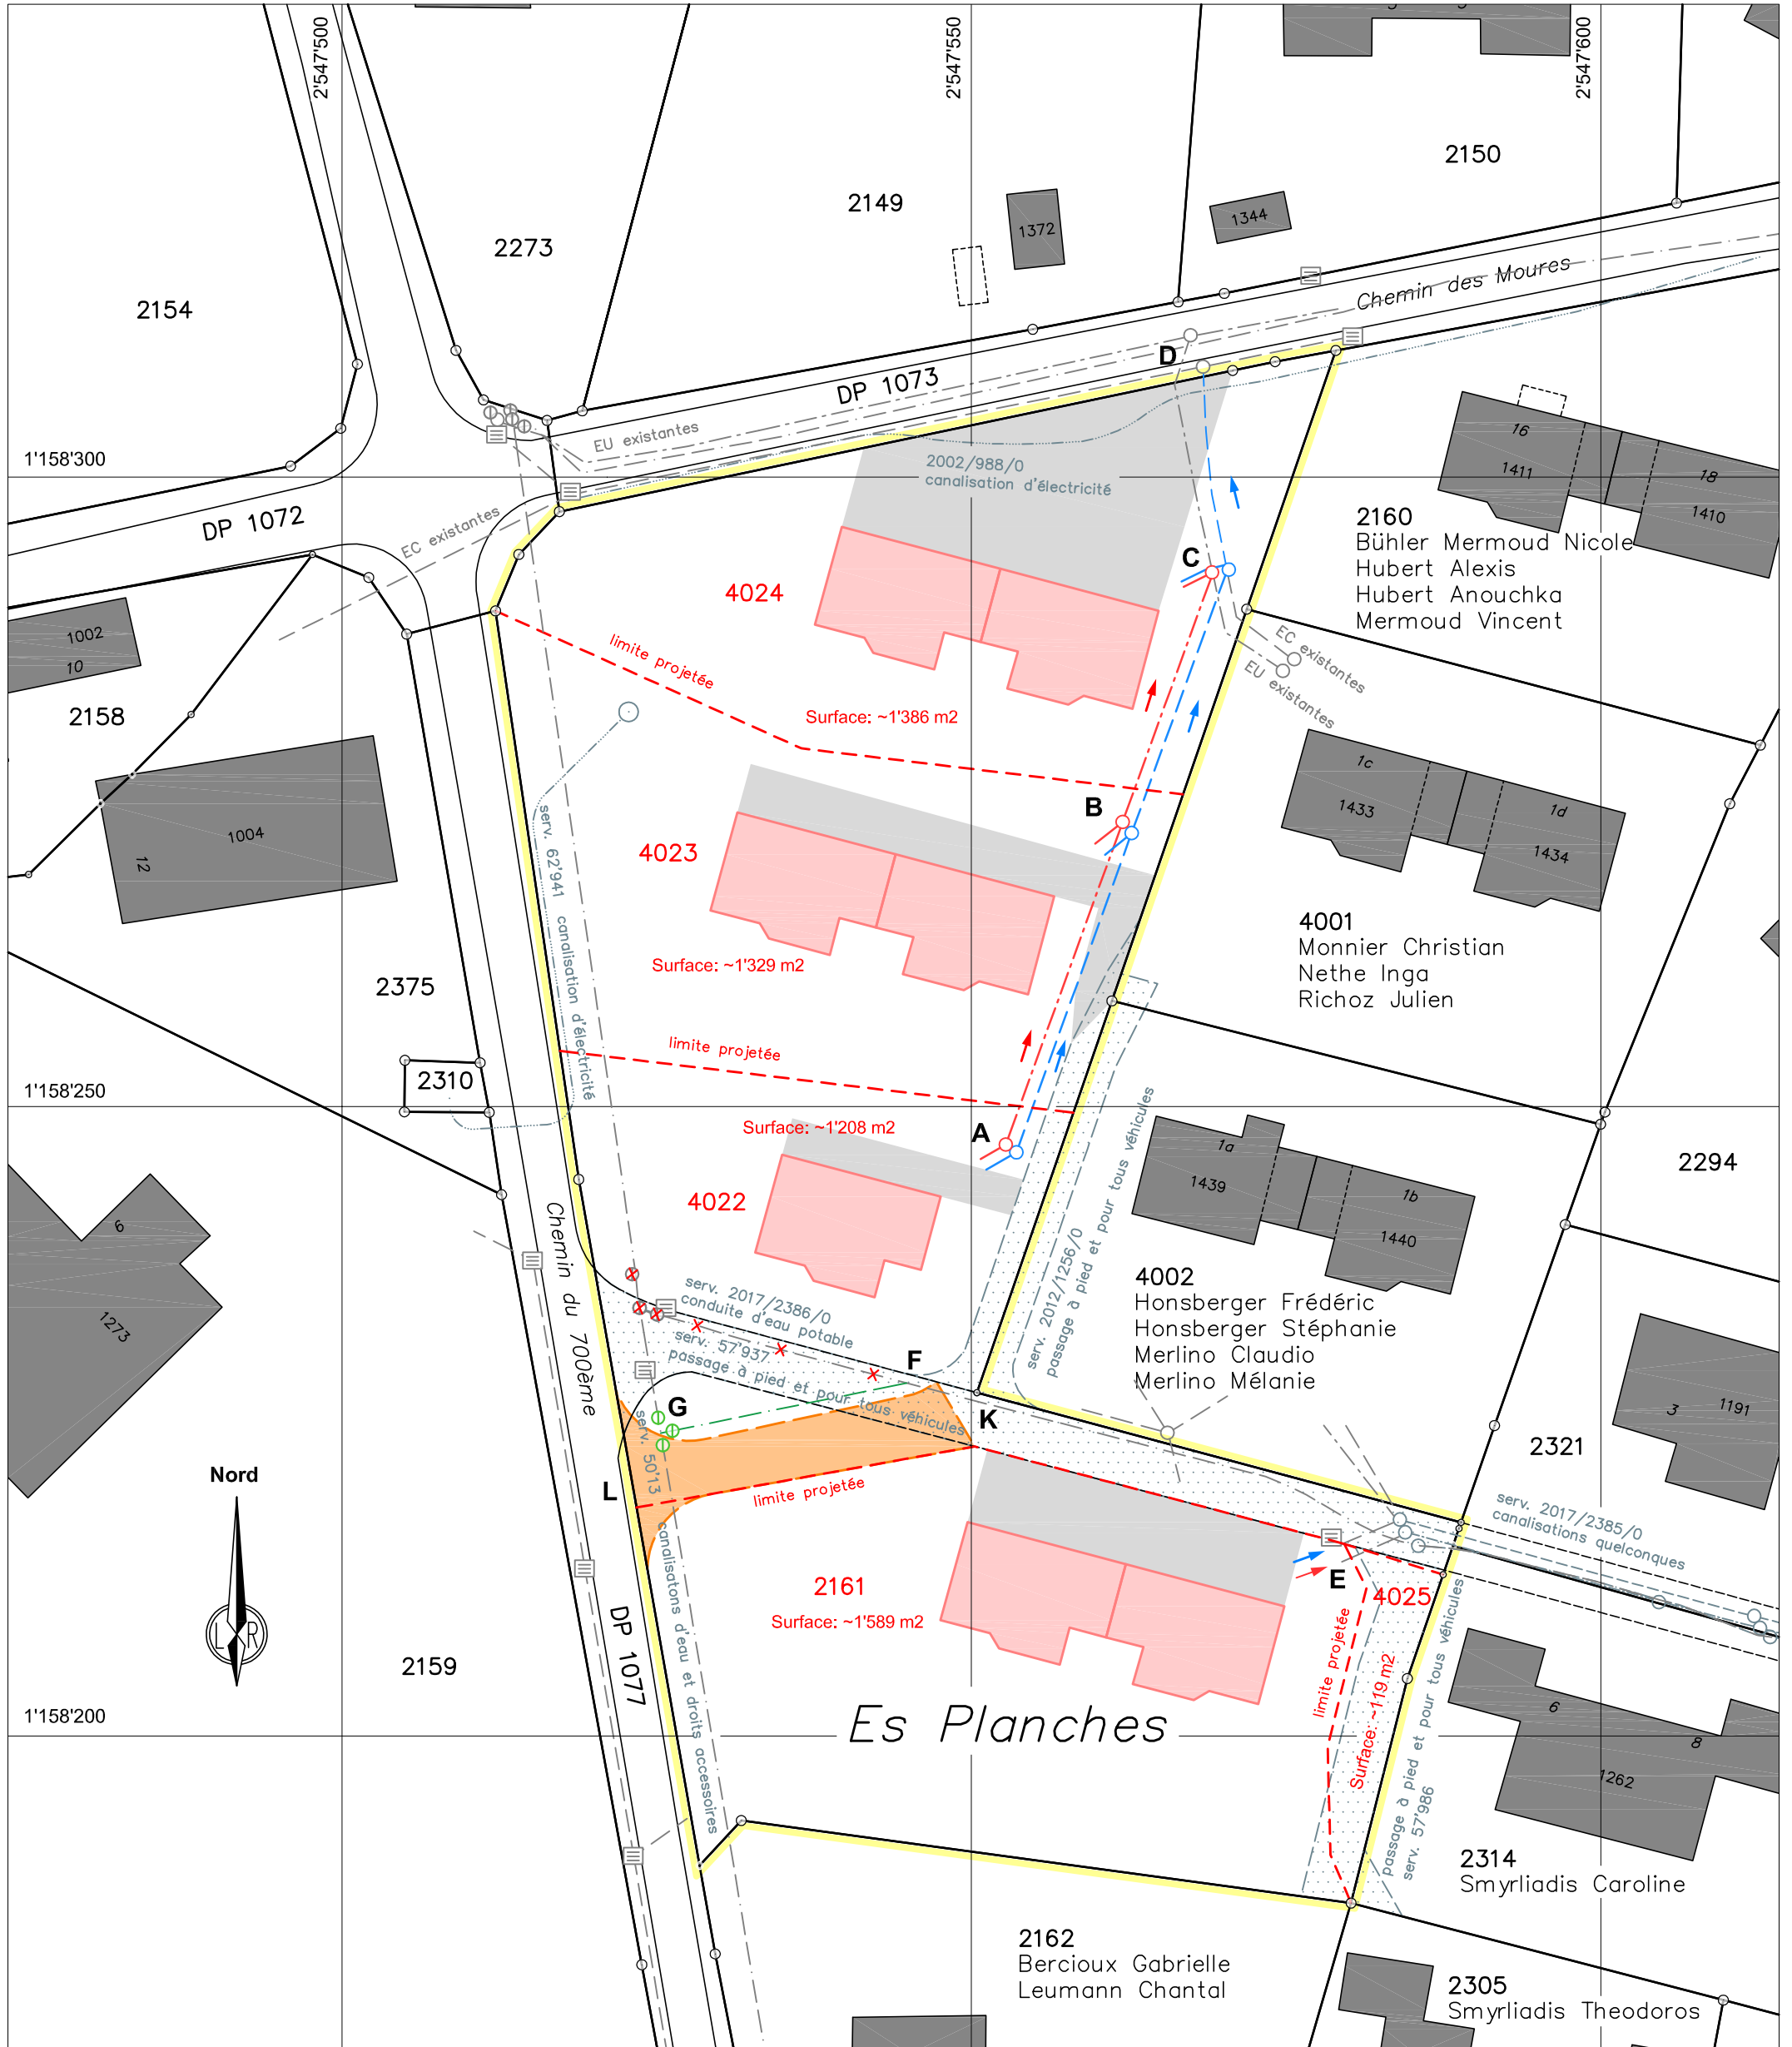 2'547'500
2'547'550
2'547'600
2150
2149
1372
1344
2273
2154
Chemin des Moures
D
DP 1073
EU existantes
1'158'300
2002/988/0
canalisation d'électricité
16
1411
18
1410
DP 1072
EC existantes
2160
Bühler Mermoud Nicole
Hubert Alexis
Hubert Anouchka
Mermoud Vincent
C
4024
1002
10
limite projetée
EC existantes
EU existantes
2158
Surface: ~1'386 m2
1c
1433
1d
1434
B
1004
12
serv. 62'941 canalisation d'électricité
4023
4001
Monnier Christian
Nethe Inga
Richoz Julien
Surface: ~1'329 m2
2375
limite projetée
2310
1'158'250
Surface: ~1'208 m2
A
1a
1439
1b
1440
2294
4022
serv. 2012/1256/0
passage à pied et pour tous véhicules
6
1273
Chemin du 700ème
4002
Honsberger Frédéric
Honsberger Stéphanie
Merlino Claudio
Merlino Mélanie
serv. 2017/2386/0
conduite d'eau potable
serv. 57'937
passage à pied et pour tous véhicules
F
G
K
3
1191
2321
Nord
L R
L
limite projetée
serv. 50'13 canalisatons d'eau et droits accessoires
serv. 2017/2385/0
canalisations quelconques
E
4025
2161
Surface: ~1'589 m2
DP 1077
2159
limite projetée
Surface: ~119 m2
passage à pied et pour tous véhicules
serv. 57'986
6
8
1262
1'158'200
Es Planches
2314
Smyrliadis Caroline
2162
Bercioux Gabrielle
Leumann Chantal
2305
Smyrliadis Theodoros